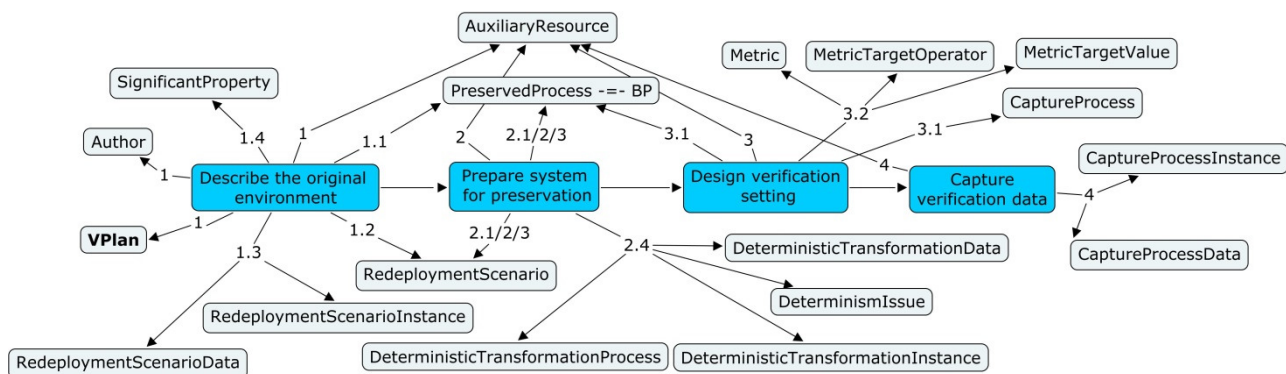 AuxiliaryResource
Metric
MetricTargetOperator
MetricTargetValue
SignificantProperty
PreservedProcess -=- BP
CaptureProcess
1.4
1
1.1
2
2.1/2/3
3.1
3
3.2
3.1
4
Author
1
Describe the original
environment
Prepare system
for preservation
Design verification
setting
Capture
verification data
CaptureProcessInstance
4
VPlan
1
1.3
1.2
2.1/2/3
2.4
DeterministicTransformationData
CaptureProcessData
RedeploymentScenario
DeterminismIssue
RedeploymentScenarioInstance
RedeploymentScenarioData
DeterministicTransformationProcess
DeterministicTransformationInstance